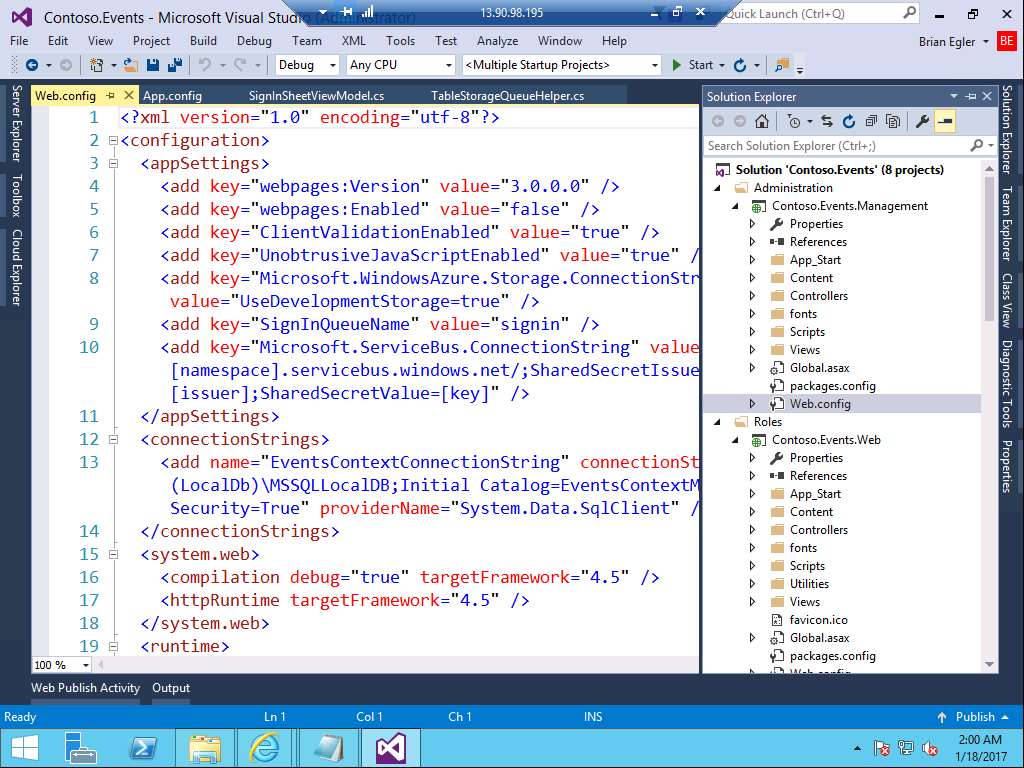 Contoso.Events - Microsoft Visual Studio (Administrator)
13.90.98.195
Quick Launch (Ctrl+Q)
File Edit View Project Build Debug Team XML Tools Test Analyze Window Help
Brian Egler BE
Debug Any CPU <Multiple Startup Projects> Start
Web.config App.config SignInSheetViewModel.cs TableStorageQueueHelper.cs
Server Explorer
Toolbox
Cloud Explorer
1 <?xml version="1.0" encoding="utf-8"?>
2 <configuration>
3 <appSettings>
4 <add key="webpages:Version" value="3.0.0.0" />
5 <add key="webpages:Enabled" value="false" />
6 <add key="ClientValidationEnabled" value="true" />
7 <add key="UnobtrusiveJavaScriptEnabled" value="true" /
8 <add key="Microsoft.WindowsAzure.Storage.ConnectionStr
value="UseDevelopmentStorage=true" />
9 <add key="SignInQueueName" value="signin" />
10 <add key="Microsoft.ServiceBus.ConnectionString" value
[namespace].servicebus.windows.net/;SharedSecretIssue
[issuer];SharedSecretValue=[key]" />
11 </appSettings>
12 <connectionStrings>
13 <add name="EventsContextConnectionString" connectionSt
(LocalDb)\MSSQLLocalDB;Initial Catalog=EventsContextM
Security=True" providerName="System.Data.SqlClient" /
14 </connectionStrings>
15 <system.web>
16 <compilation debug="true" targetFramework="4.5" />
17 <httpRuntime targetFramework="4.5" />
18 </system.web>
19 <runtime>
100 %
Solution Explorer
Search Solution Explorer (Ctrl+;)
Solution 'Contoso.Events' (8 projects)
Administration
Contoso.Events.Management
Properties
References
App_Start
Content
Controllers
fonts
Scripts
Views
Global.asax
packages.config
Web.config
Roles
Contoso.Events.Web
Properties
References
App_Start
Content
Controllers
fonts
Scripts
Utilities
Views
favicon.ico
Global.asax
packages.config
Web.config
Solution Explorer
Team Explorer
Class View
Diagnostic Tools
Properties
Web Publish Activity Output
Ready Ln 1 Col 1 Ch 1 INS Publish
2:00 AM
1/18/2017